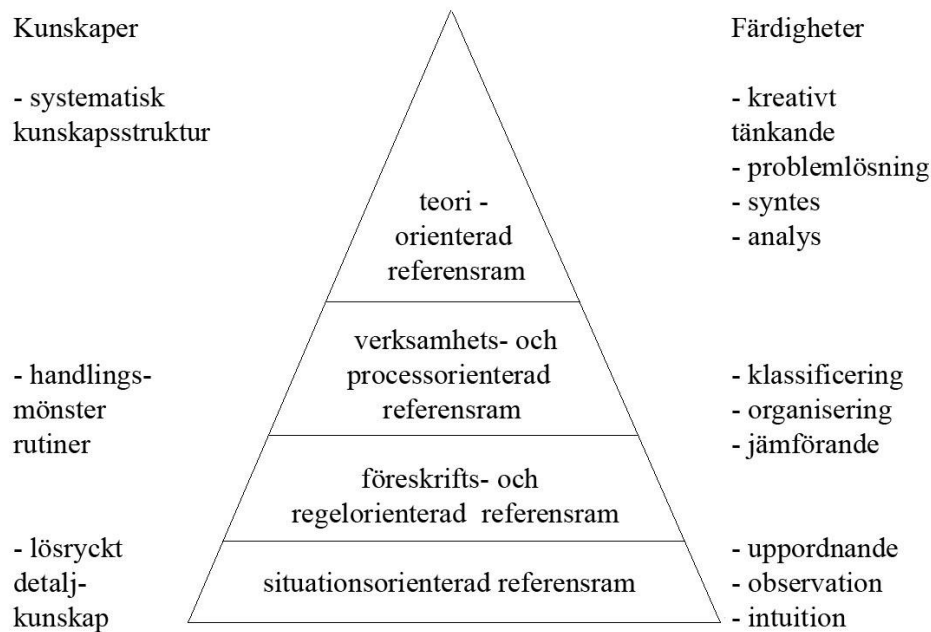 Kunskaper
- systematisk
kunskapsstruktur
- handlings-
mönster
rutiner
- lösryckt
detalj-
kunskap
teori -
orienterad
referensram
verksamhets- och
processorienterad
referensram
föreskrifts- och
regelorienterad referensram
situationsorienterad referensram
Färdigheter
- kreativt
tänkande
- problemlösning
- syntes
- analys
- klassificering
- organisering
- jämförande
- uppordnande
- observation
- intuition